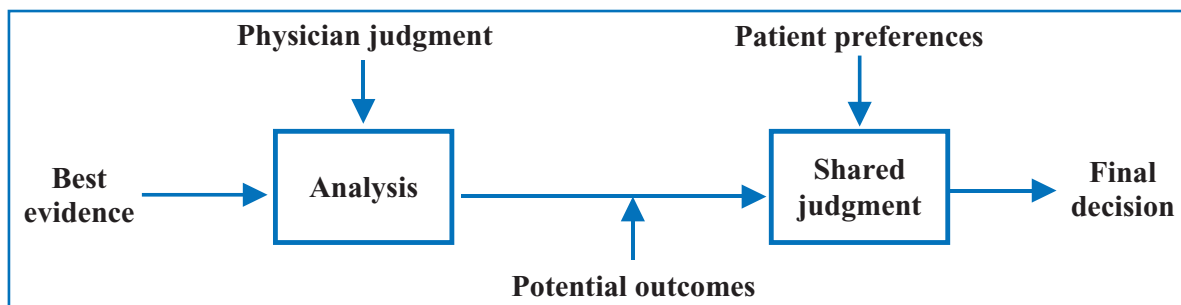 Physician judgment
Patient preferences
Best
evidence
Analysis
Shared
judgment
Final
decision
Potential outcomes